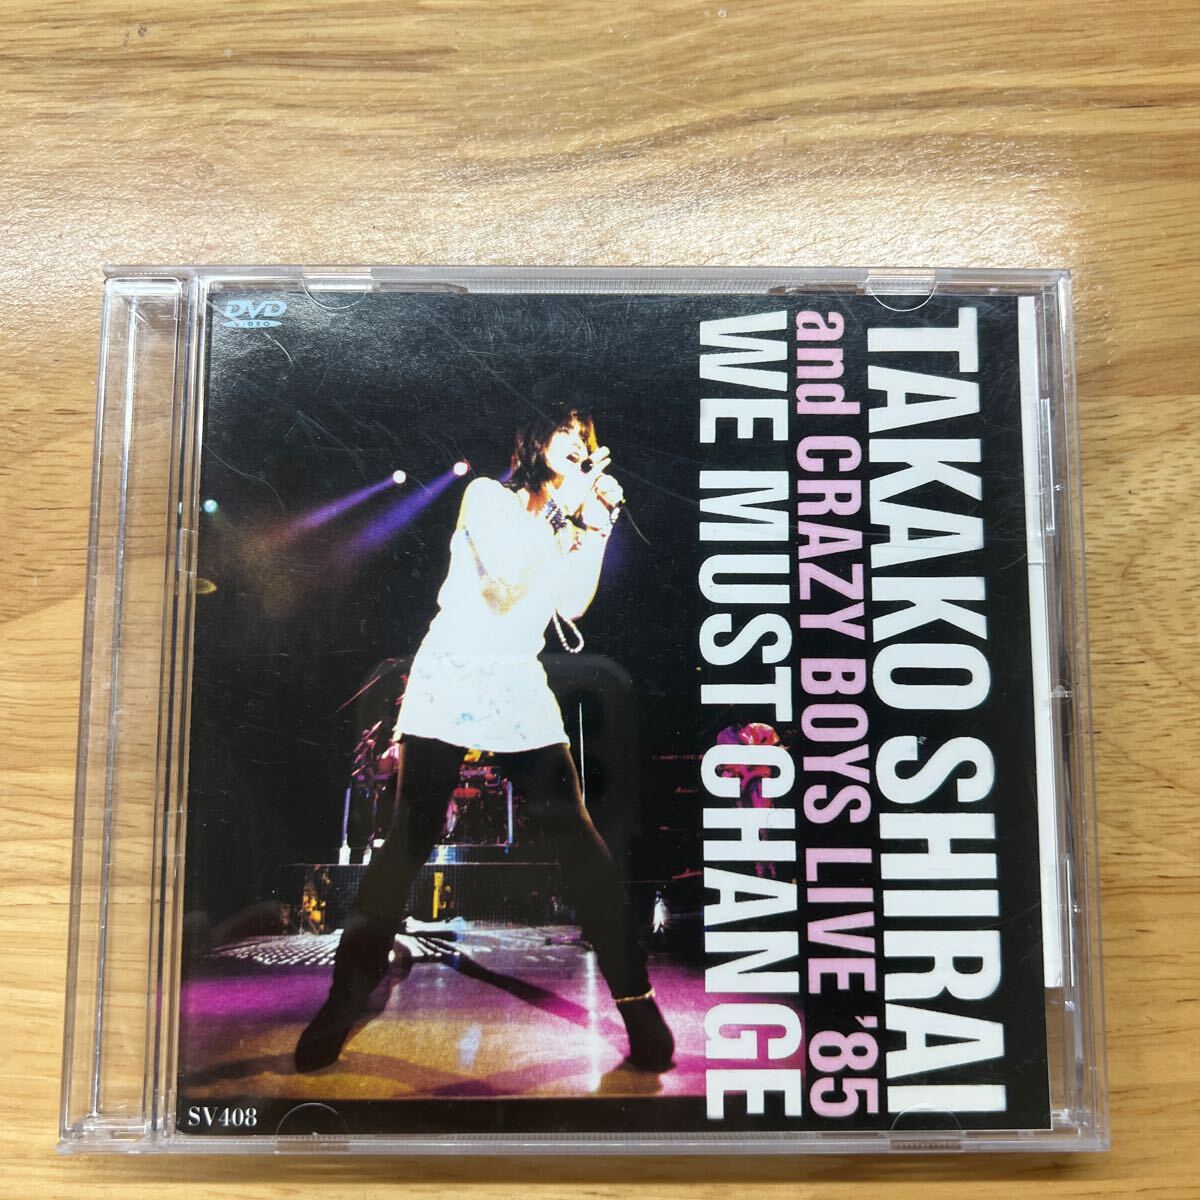 DVD
VIDEO
TAKAKO SHIRAI
and CRAZY BOYS LIVE '85
WE MUST CHANGE
SV408